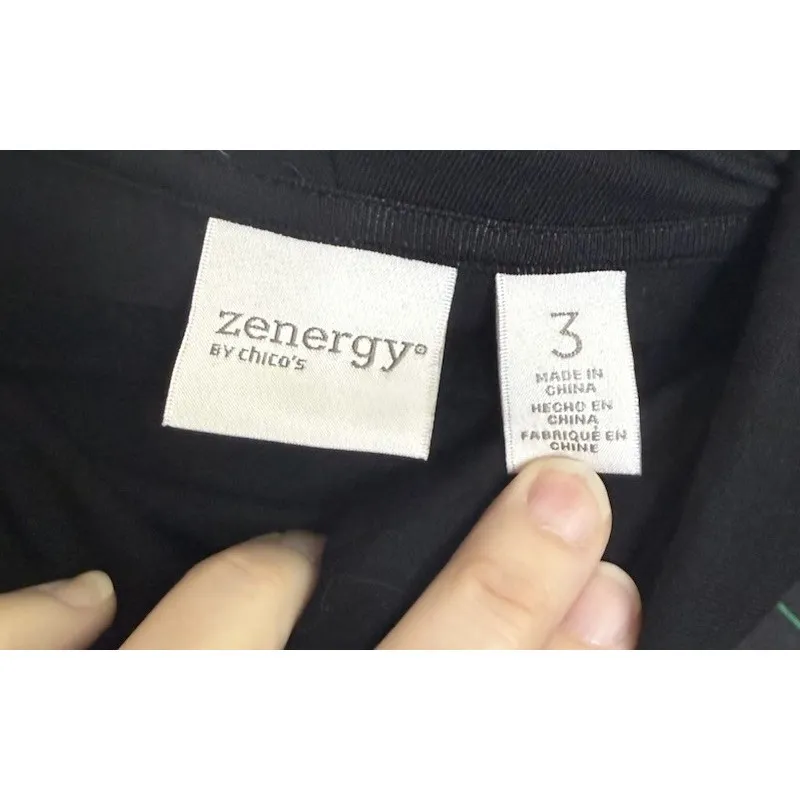 zenergy®
BY chico's
3
MADE IN
CHINA
HECHO EN
CHINA
FABRIQUÉ EN
CHINE